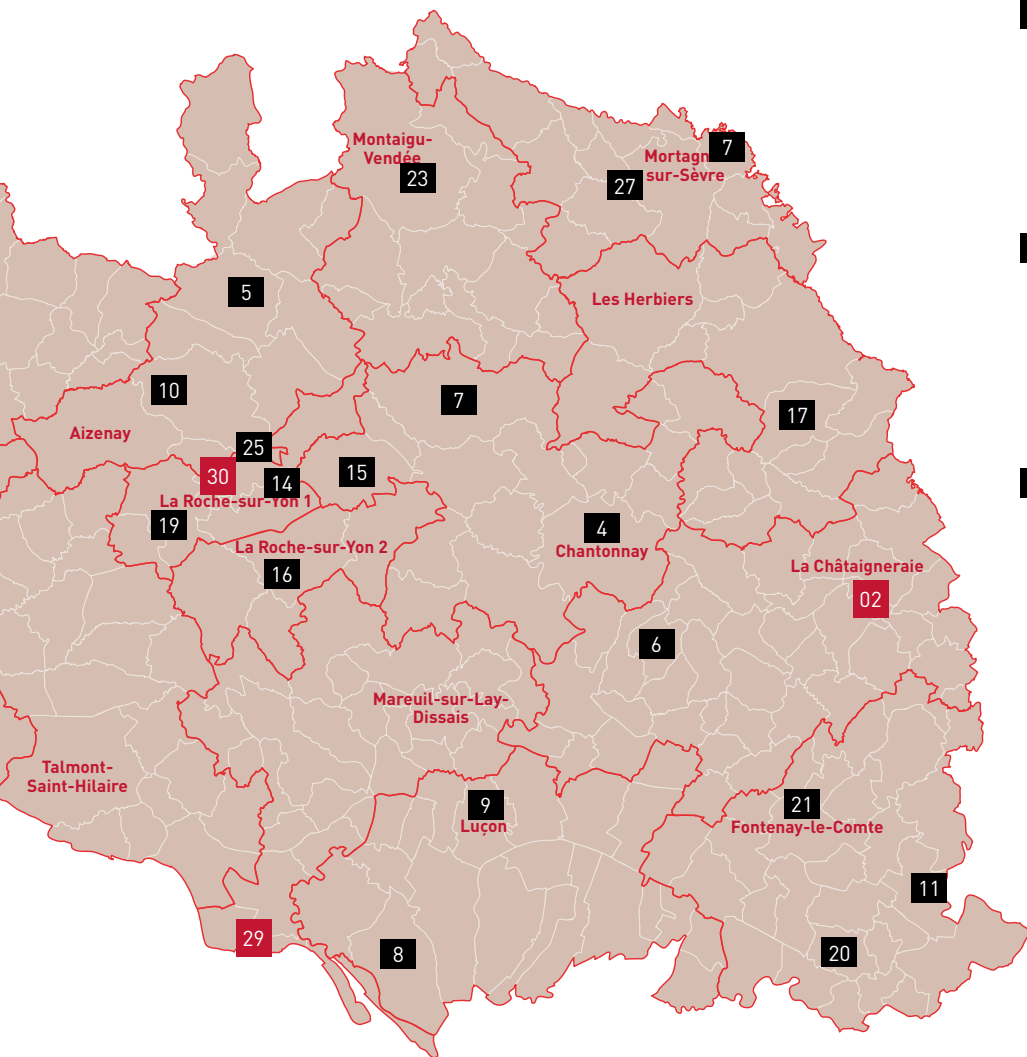 Montaigu-
Vendée
23
Mortagn
sur-Sèvre
7
27
5
Les Herbiers
10
7
17
Aizenay
25
30
14
15
La Roche-sur-Yon 1
19
4
Chantonnay
La Roche-sur-Yon 2
16
La Châtaigneraie
02
6
Mareuil-sur-Lay-
Dissais
Talmont-
Saint-Hilaire
9
Luçon
21
Fontenay-le-Comte
11
29
8
20